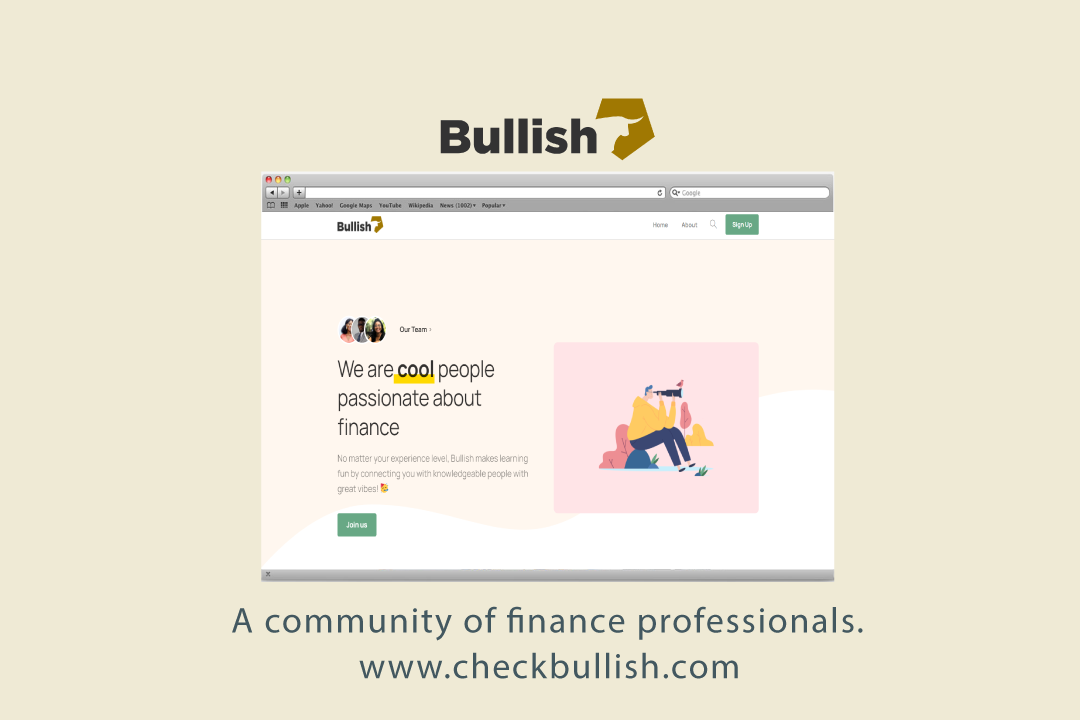 Bullish
Google
Apple Yahoo! Google Maps YouTube Wikipedia News (1002) Popular
Bullish Home About Sign Up
Our Team ›
We are cool people
passionate about
finance
No matter your experience level, Bullish makes learning
fun by connecting you with knowledgeable people with
great vibes!
Join us
A community of finance professionals.
www.checkbullish.com